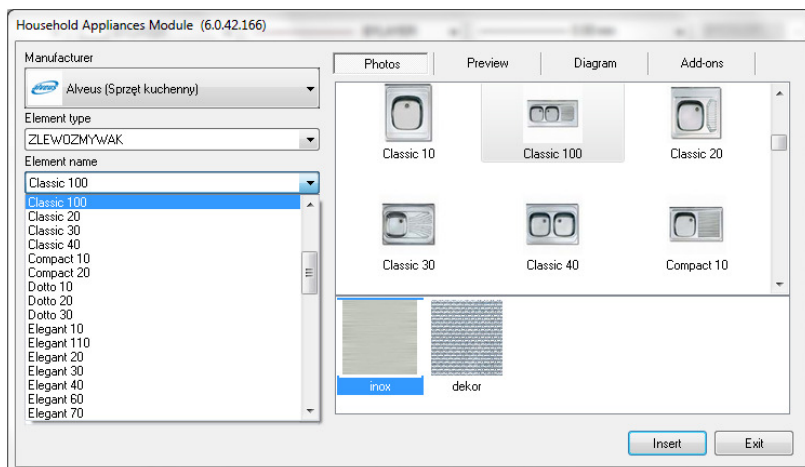 Household Appliances Module (6.0.42.166)
Manufacturer
alveus Alveus (Sprzęt kuchenny)
Element type
ZLEWOZMYWAK
Element name
Classic 100
Classic 100
Classic 20
Classic 30
Classic 40
Compact 10
Compact 20
Dotto 10
Dotto 20
Dotto 30
Elegant 10
Elegant 110
Elegant 20
Elegant 30
Elegant 40
Elegant 60
Elegant 70
Photos Preview Diagram Add-ons
Classic 10 Classic 100 Classic 20
Classic 30 Classic 40 Compact 10
inox dekor
Insert Exit